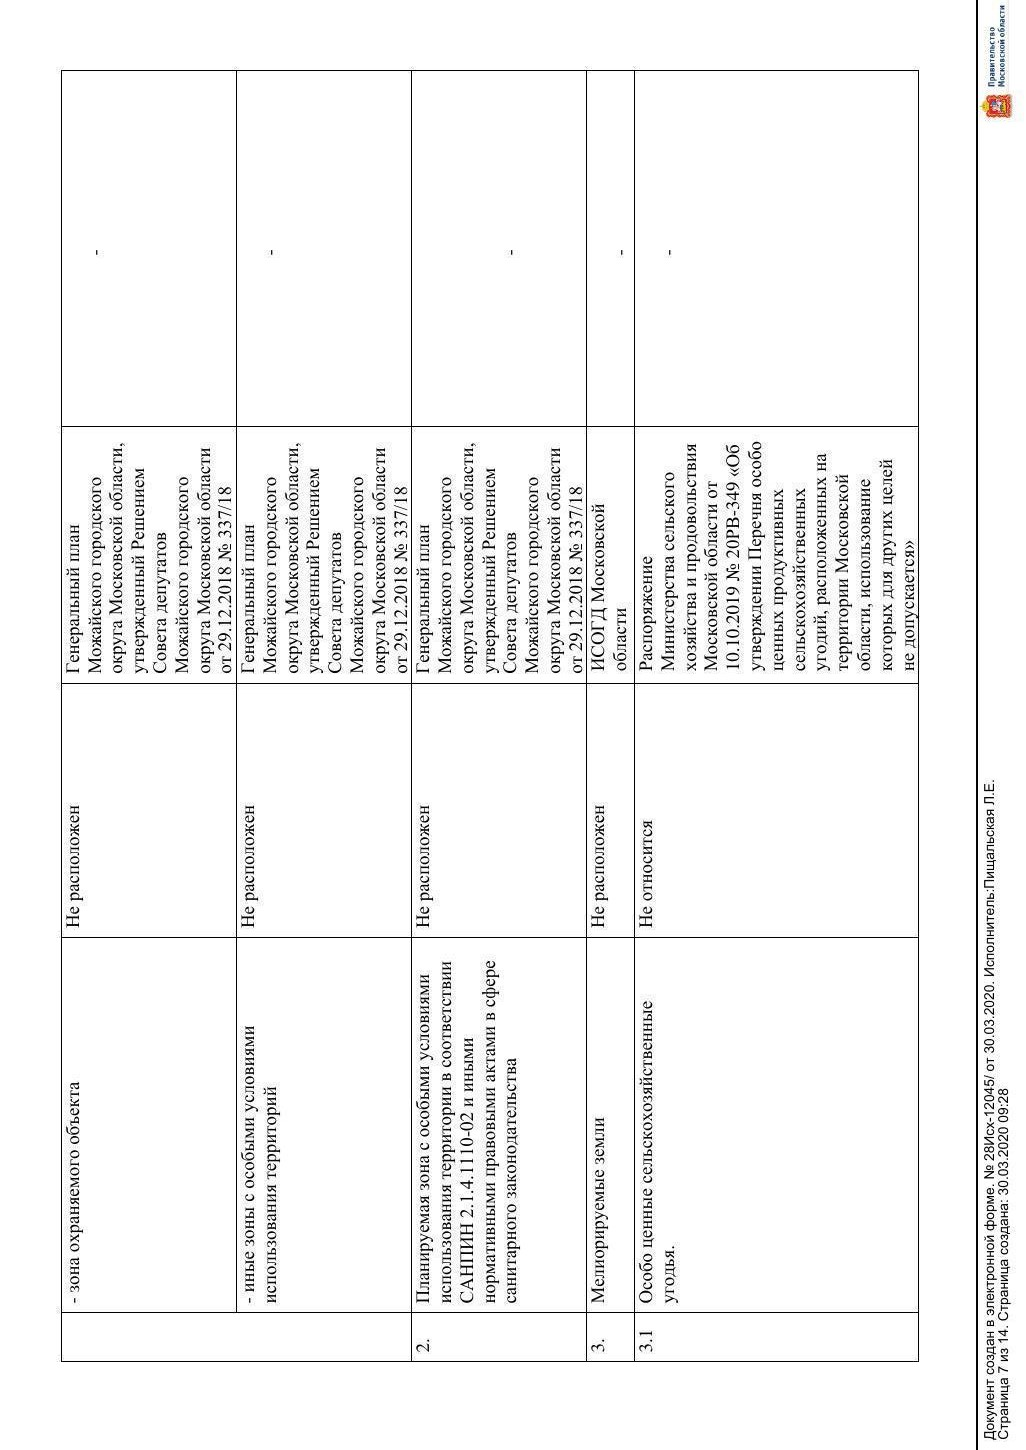 - зона охраняемого объекта
Не расположен
Генеральный план
Можайского городского
округа Московской области,
утвержденный Решением
Совета депутатов
Можайского городского
округа Московской области
от 29.12.2018 № 337/18
-
- иные зоны с особыми условиями
использования территорий
Не расположен
Генеральный план
Можайского городского
округа Московской области,
утвержденный Решением
Совета депутатов
Можайского городского
округа Московской области
от 29.12.2018 № 337/18
-
2.
Планируемая зона с особыми условиями
использования территории в соответствии
САНПИН 2.1.4.1110-02 и иными
нормативными правовыми актами в сфере
санитарного законодательства
Не расположен
Генеральный план
Можайского городского
округа Московской области,
утвержденный Решением
Совета депутатов
Можайского городского
округа Московской области
от 29.12.2018 № 337/18
-
3.
Мелиорируемые земли
Не расположен
ИСОГД Московской
области
-
3.1
Особо ценные сельскохозяйственные
угодья.
Не относится
Распоряжение
Министерства сельского
хозяйства и продовольствия
Московской области от
10.10.2019 № 20РВ-349 «Об
утверждении Перечня особо
ценных продуктивных
сельскохозяйственных
угодий, расположенных на
территории Московской
области, использование
которых для других целей
не допускается»
-
Документ создан в электронной форме. № 28Исх-12045/ от 30.03.2020. Исполнитель:Пищальская Л.Е.
Страница 7 из 14. Страница создана: 30.03.2020 09:28
Правительство
Московской области